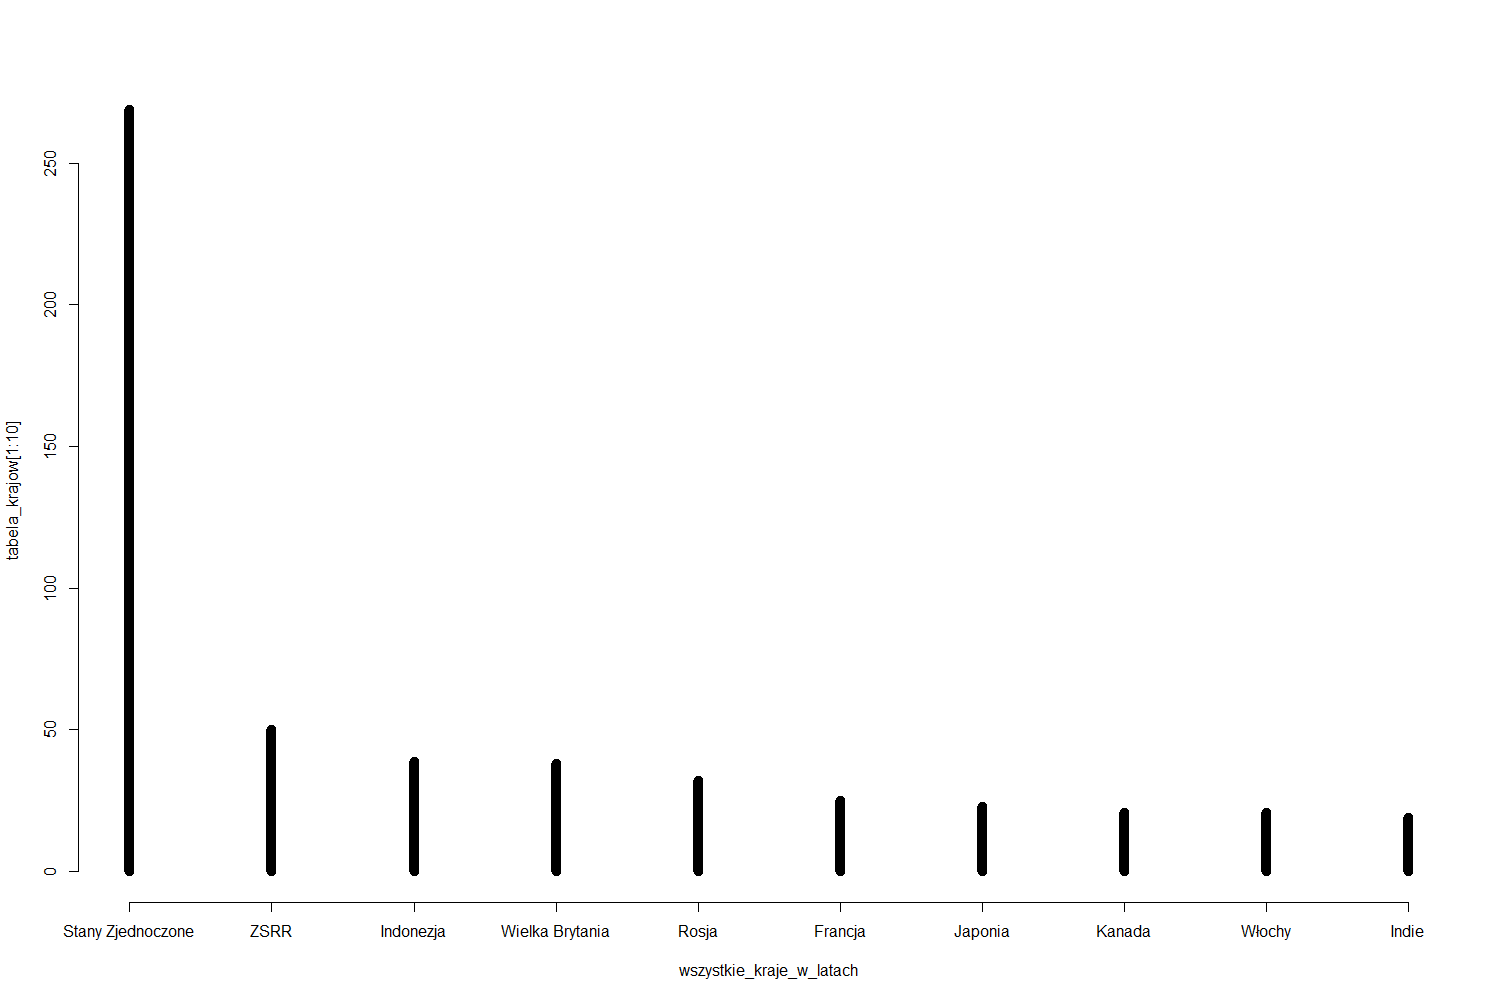 tabela_krajow[1:10]
250
200
150
100
50
0
Stany Zjednoczone ZSRR Indonezja Wielka Brytania Rosja Francja Japonia Kanada Włochy Indie
wszystkie_kraje_w_latach